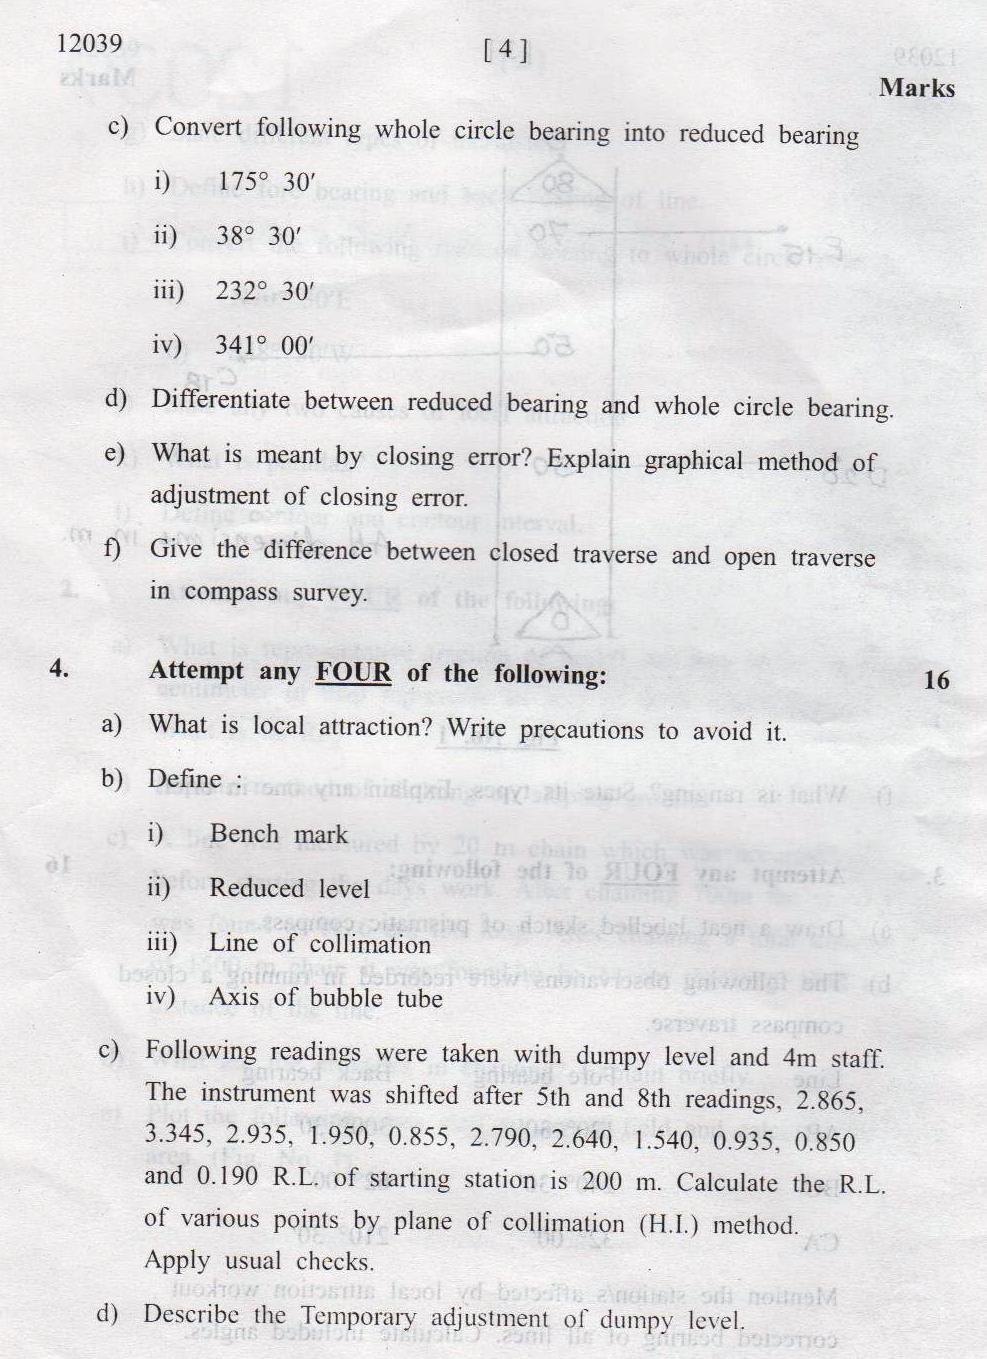 12039
[ 4 ]
Marks
c) Convert following whole circle bearing into reduced bearing
i) 175° 30′
ii) 38° 30′
iii) 232° 30′
iv) 341° 00′
d) Differentiate between reduced bearing and whole circle bearing.
e) What is meant by closing error? Explain graphical method of
adjustment of closing error.
f) Give the difference between closed traverse and open traverse
in compass survey.
4. Attempt any FOUR of the following: 16
a) What is local attraction? Write precautions to avoid it.
b) Define :
i) Bench mark
ii) Reduced level
iii) Line of collimation
iv) Axis of bubble tube
c) Following readings were taken with dumpy level and 4m staff.
The instrument was shifted after 5th and 8th readings, 2.865,
3.345, 2.935, 1.950, 0.855, 2.790, 2.640, 1.540, 0.935, 0.850
and 0.190 R.L. of starting station is 200 m. Calculate the R.L.
of various points by plane of collimation (H.I.) method.
Apply usual checks.
d) Describe the Temporary adjustment of dumpy level.